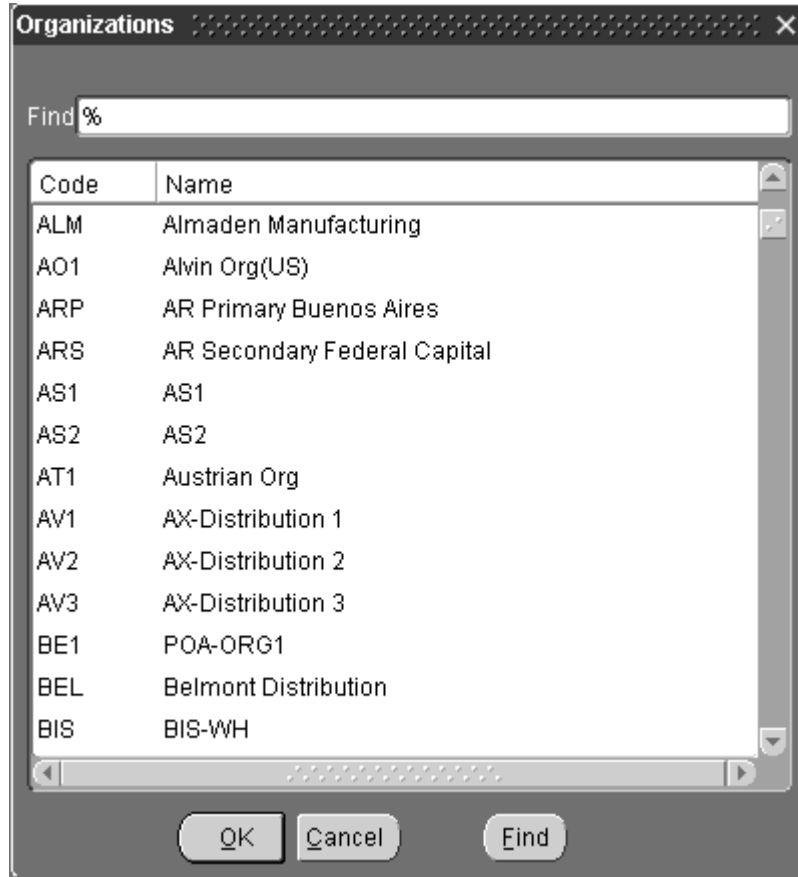 Organizations
Find %
Code Name
ALM Almaden Manufacturing
AO1 Alvin Org(US)
ARP AR Primary Buenos Aires
ARS AR Secondary Federal Capital
AS1 AS1
AS2 AS2
AT1 Austrian Org
AV1 AX-Distribution 1
AV2 AX-Distribution 2
AV3 AX-Distribution 3
BE1 POA-ORG1
BEL Belmont Distribution
BIS BIS-WH
OK Cancel Find